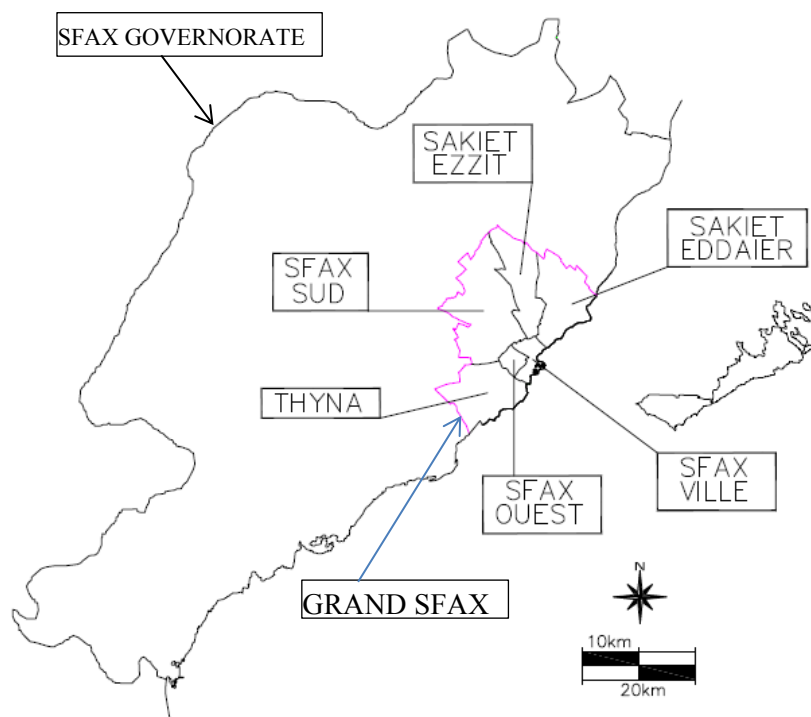 SFAX GOVERNORATE
SAKIET
EZZIT
SAKIET
EDDAIER
SFAX
SUD
THYNA
SFAX
OUEST
SFAX
VILLE
GRAND SFAX
N
10km
20km